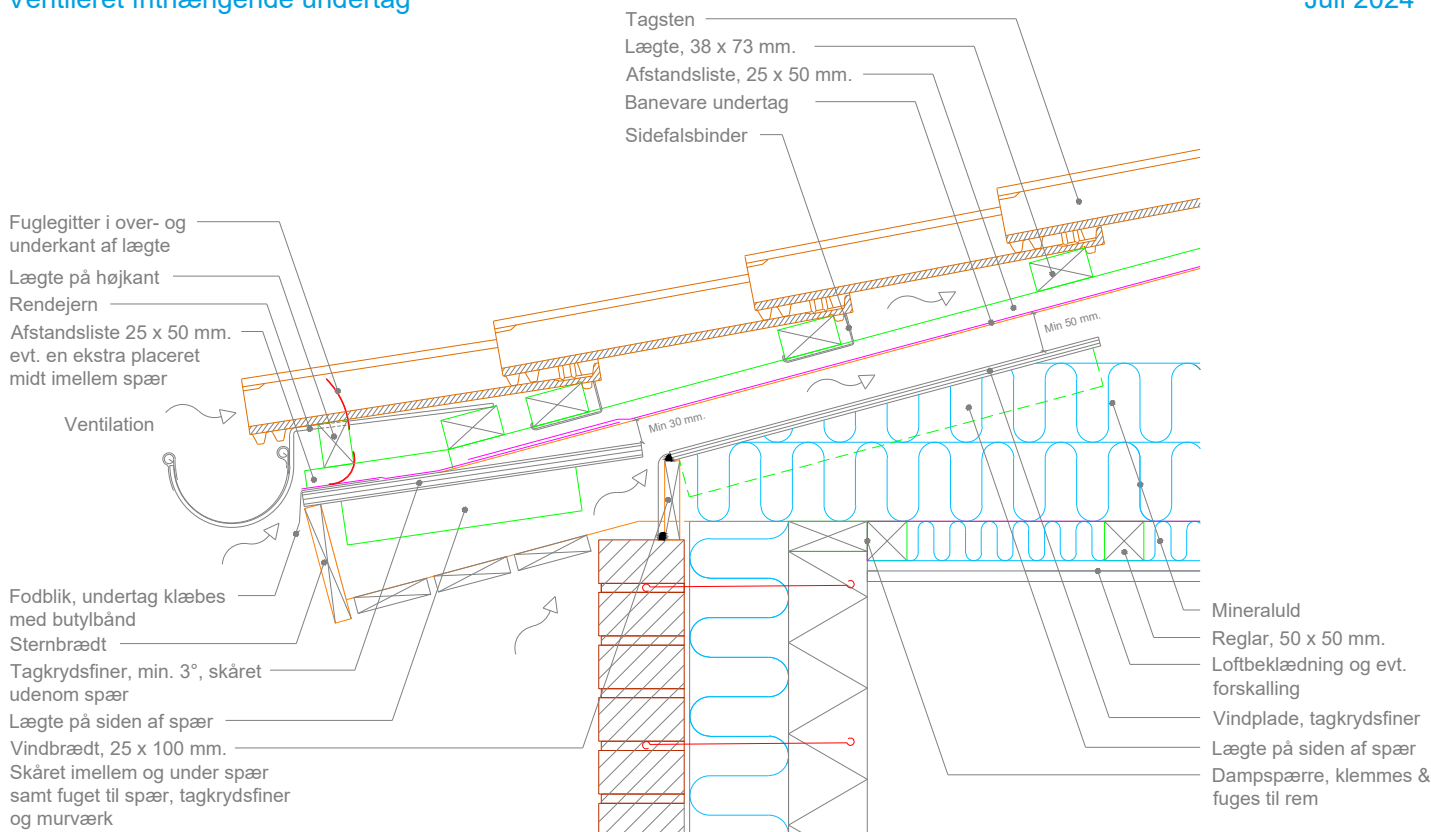 Ventileret frithængende undertag
Juli 2024
Tagsten
Lægte, 38 x 73 mm.
Afstandsliste, 25 x 50 mm.
Banevare undertag
Sidefalsbinder
Fuglegitter i over- og
underkant af lægte
Lægte på højkant
Rendejern
Afstandsliste 25 x 50 mm.
evt. en ekstra placeret
midt imellem spær
Ventilation
Min 50 mm.
Min 30 mm.
Fodblik, undertag klæbes
med butylbånd
Sternbrædt
Tagkrydsfiner, min. 3°, skåret
udenom spær
Lægte på siden af spær
Vindbrædt, 25 x 100 mm.
Skåret imellem og under spær
samt fuget til spær, tagkrydsfiner
og murværk
Mineraluld
Reglar, 50 x 50 mm.
Loftbeklædning og evt.
forskalling
Vindplade, tagkrydsfiner
Lægte på siden af spær
Dampspærre, klemmes &
fuges til rem